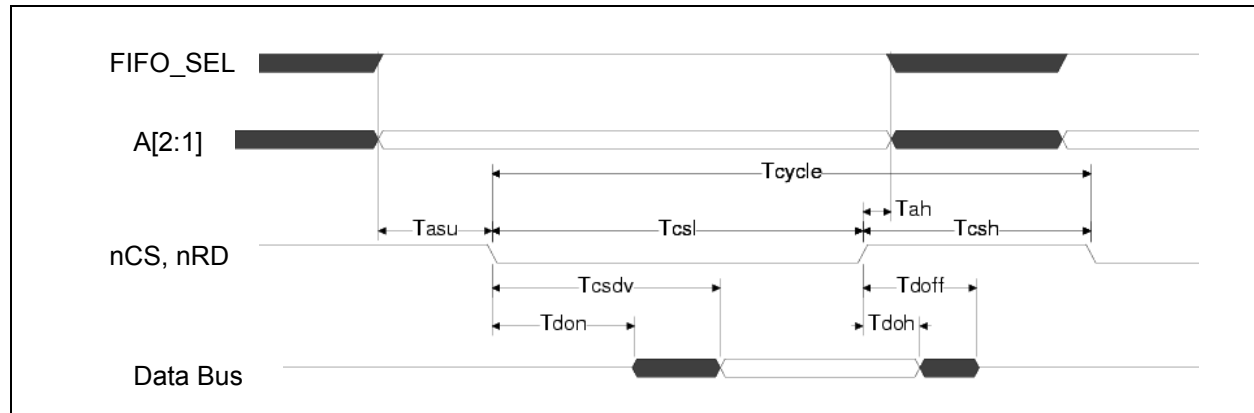 FIFO_SEL
A[2:1]
Tcycle
Tah
Tasu
Tcsl
Tcsh
nCS, nRD
Tcsdv
Tdoff
Tdon
Tdoh
Data Bus